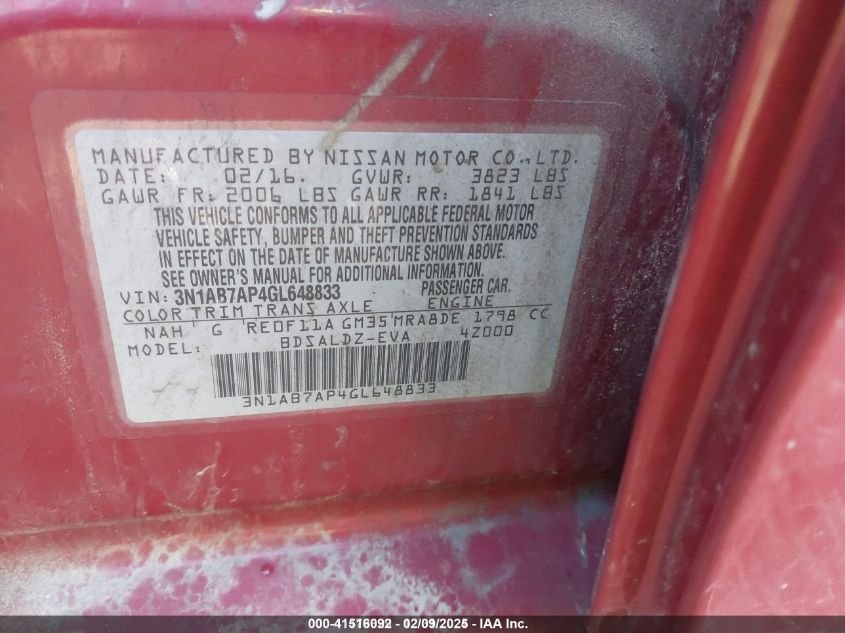 MANUFACTURED BY NISSAN MOTOR CO., LTD.
DATE: 02/16. GVWR: 3823 LBS
GAWR FR: 2006 LBS GAWR RR: 1841 LBS
THIS VEHICLE CONFORMS TO ALL APPLICABLE FEDERAL MOTOR
VEHICLE SAFETY, BUMPER AND THEFT PREVENTION STANDARDS
IN EFFECT ON THE DATE OF MANUFACTURE SHOWN ABOVE.
SEE OWNER'S MANUAL FOR ADDITIONAL INFORMATION.
VIN: 3N1AB7AP4GL648833 PASSENGER CAR.
COLOR TRIM TRANS AXLE ENGINE
NAH G RE0F11A GM35 MRA8DE 1798 CC
MODEL: BDSALDZ-EVA 4Z000
3N1AB7AP4GL648833
000-41516092 - 02/09/2025 - IAA Inc.